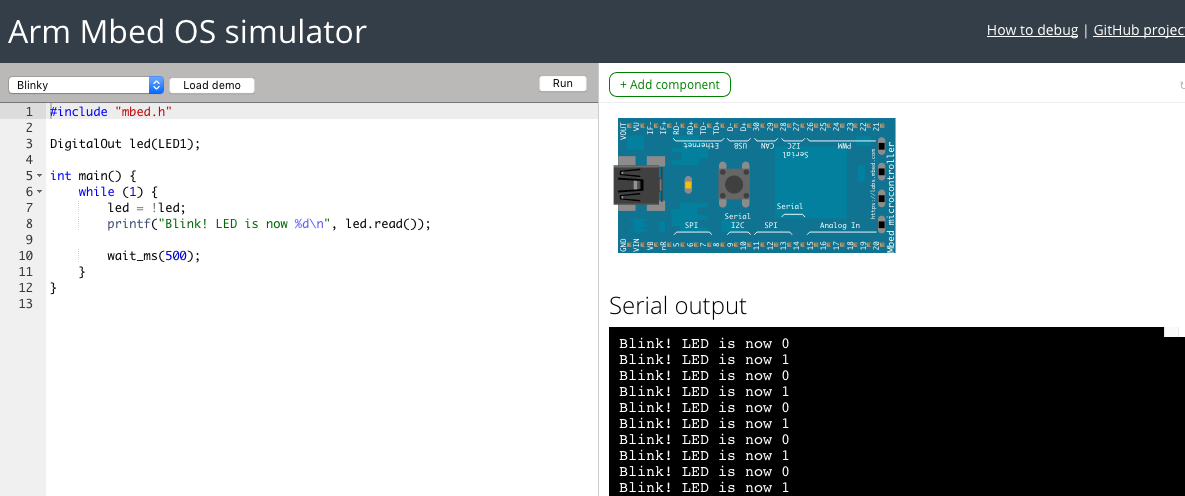 Arm Mbed OS simulator
How to debug | GitHub projec
Blinky
Load demo
Run
+ Add component
1 #include "mbed.h"
2
3 DigitalOut led(LED1);
4
5 int main() {
6 while (1) {
7 led = !led;
8 printf("Blink! LED is now %d\n", led.read());
9
10 wait_ms(500);
11 }
12 }
13
VOUT VU IF- IF+ RD- RD+ TD- TD+ D- D+ 30 29 28 27 26 25 24 23 22 21
Ethernet USB CAN I2C PWM
Serial
https://labs.mbed.com
Mbed microcontroller
Serial
Serial
SPI I2C SPI Analog In
GND VIN VB nR 5 6 7 8 9 10 11 12 13 14 15 16 17 18 19 20
Serial output
Blink! LED is now 0
Blink! LED is now 1
Blink! LED is now 0
Blink! LED is now 1
Blink! LED is now 0
Blink! LED is now 1
Blink! LED is now 0
Blink! LED is now 1
Blink! LED is now 0
Blink! LED is now 1